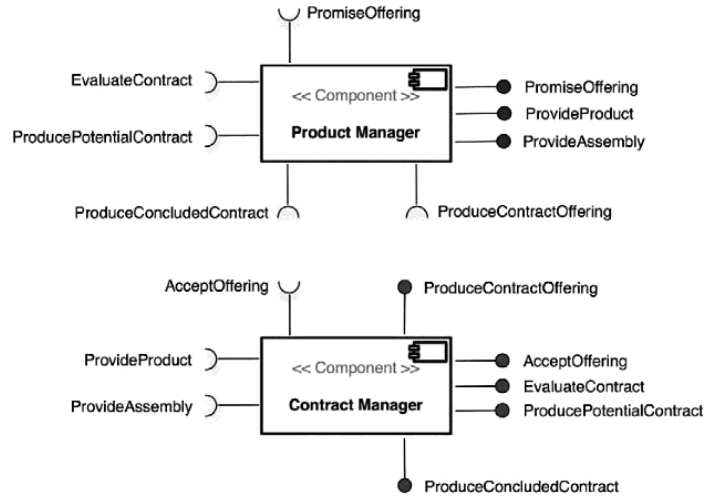 PromiseOffering
EvaluateContract
<< Component >>
PromiseOffering
ProvideProduct
ProducePotentialContract
Product Manager
ProvideAssembly
ProduceConcludedContract
ProduceContractOffering
AcceptOffering
ProduceContractOffering
ProvideProduct
<< Component >>
AcceptOffering
EvaluateContract
ProvideAssembly
Contract Manager
ProducePotentialContract
ProduceConcludedContract